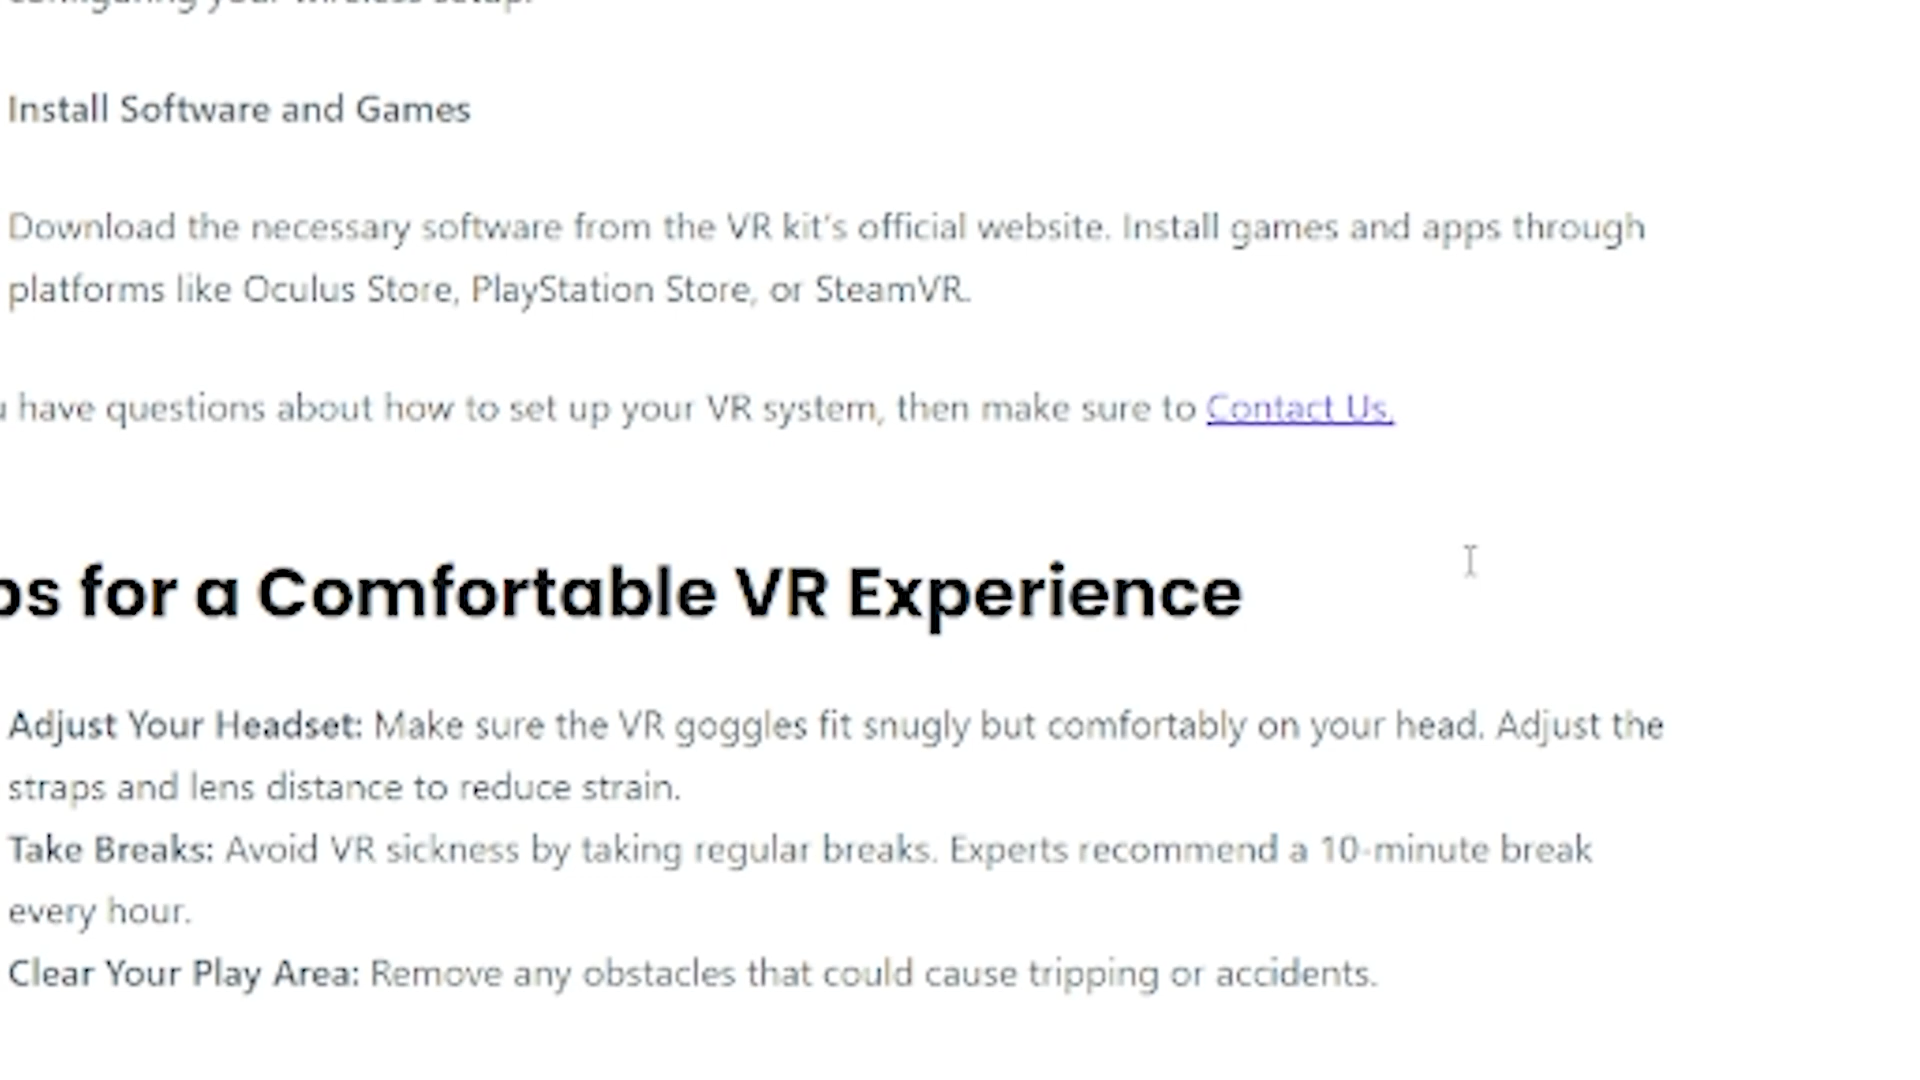 configuring your wireless setup.
Install Software and Games
Download the necessary software from the VR kit's official website. Install games and apps through
platforms like Oculus Store, PlayStation Store, or SteamVR.
have questions about how to set up your VR system, then make sure to Contact Us.
ps for a Comfortable VR Experience
Adjust Your Headset: Make sure the VR goggles fit snugly but comfortably on your head. Adjust the
straps and lens distance to reduce strain.
Take Breaks: Avoid VR sickness by taking regular breaks. Experts recommend a 10-minute break
every hour.
Clear Your Play Area: Remove any obstacles that could cause tripping or accidents.